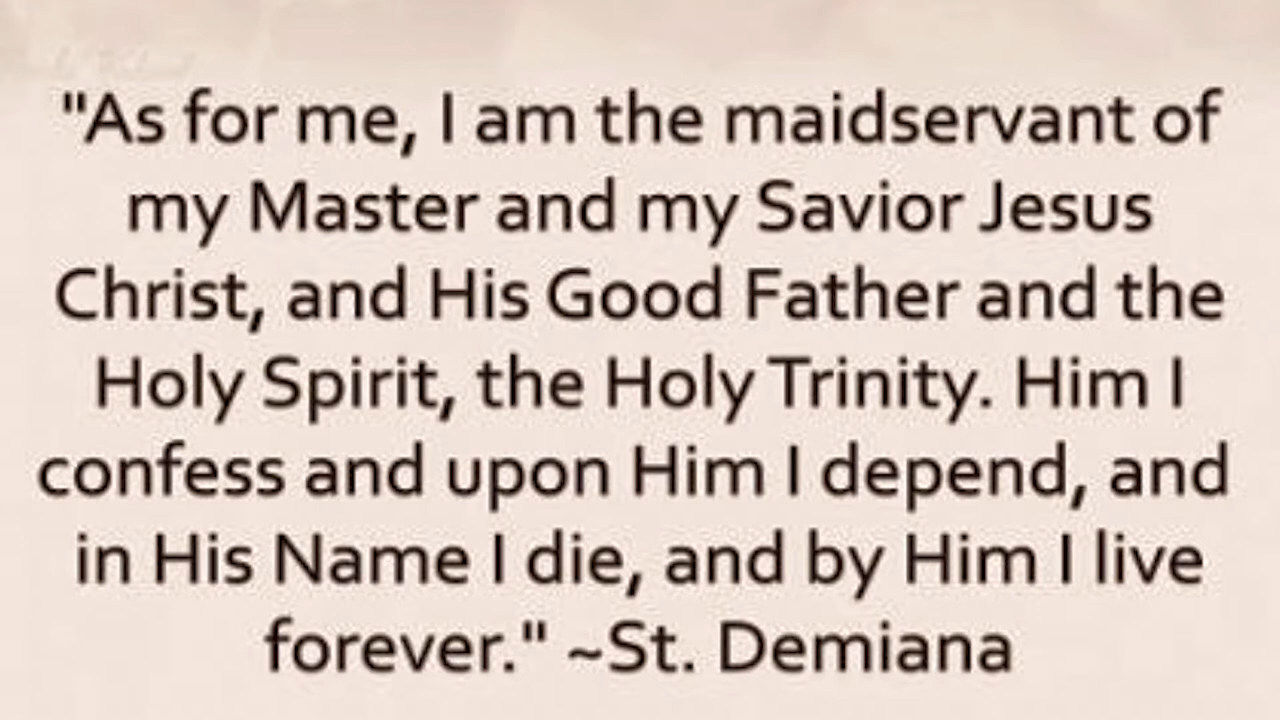 "As for me, I am the maidservant of
my Master and my Savior Jesus
Christ, and His Good Father and the
Holy Spirit, the Holy Trinity. Him I
confess and upon Him I depend, and
in His Name I die, and by Him I live
forever." ~St. Demiana